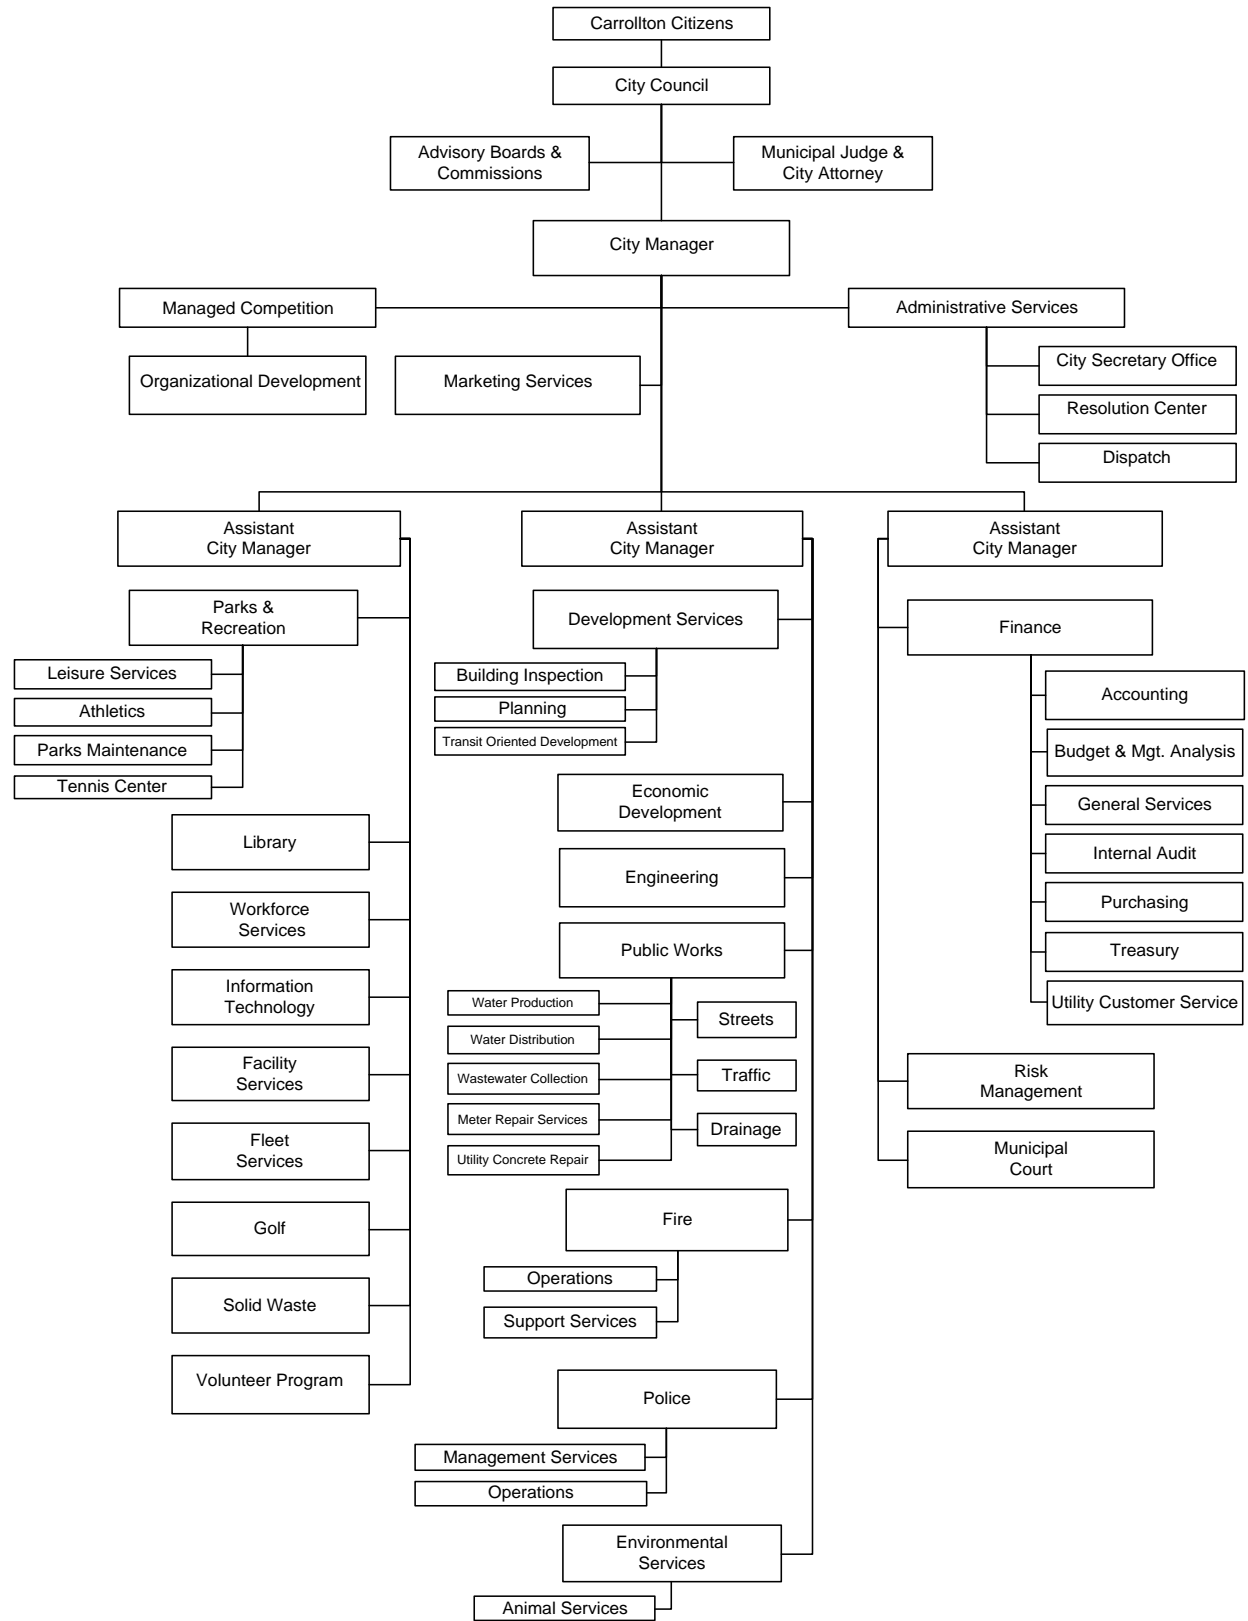 Carrollton Citizens
City Council
Advisory Boards &
Commissions
Municipal Judge &
City Attorney
City Manager
Managed Competition
Administrative Services
Organizational Development
Marketing Services
City Secretary Office
Resolution Center
Dispatch
Assistant
City Manager
Parks &
Recreation
Leisure Services
Athletics
Parks Maintenance
Tennis Center
Library
Workforce
Services
Information
Technology
Facility
Services
Fleet
Services
Golf
Solid Waste
Volunteer Program
Assistant
City Manager
Development Services
Building Inspection
Planning
Transit Oriented Development
Economic
Development
Engineering
Public Works
Water Production
Water Distribution
Wastewater Collection
Meter Repair Services
Utility Concrete Repair
Streets
Traffic
Drainage
Fire
Operations
Support Services
Police
Management Services
Operations
Environmental
Services
Animal Services
Assistant
City Manager
Finance
Accounting
Budget & Mgt. Analysis
General Services
Internal Audit
Purchasing
Treasury
Utility Customer Service
Risk
Management
Municipal
Court